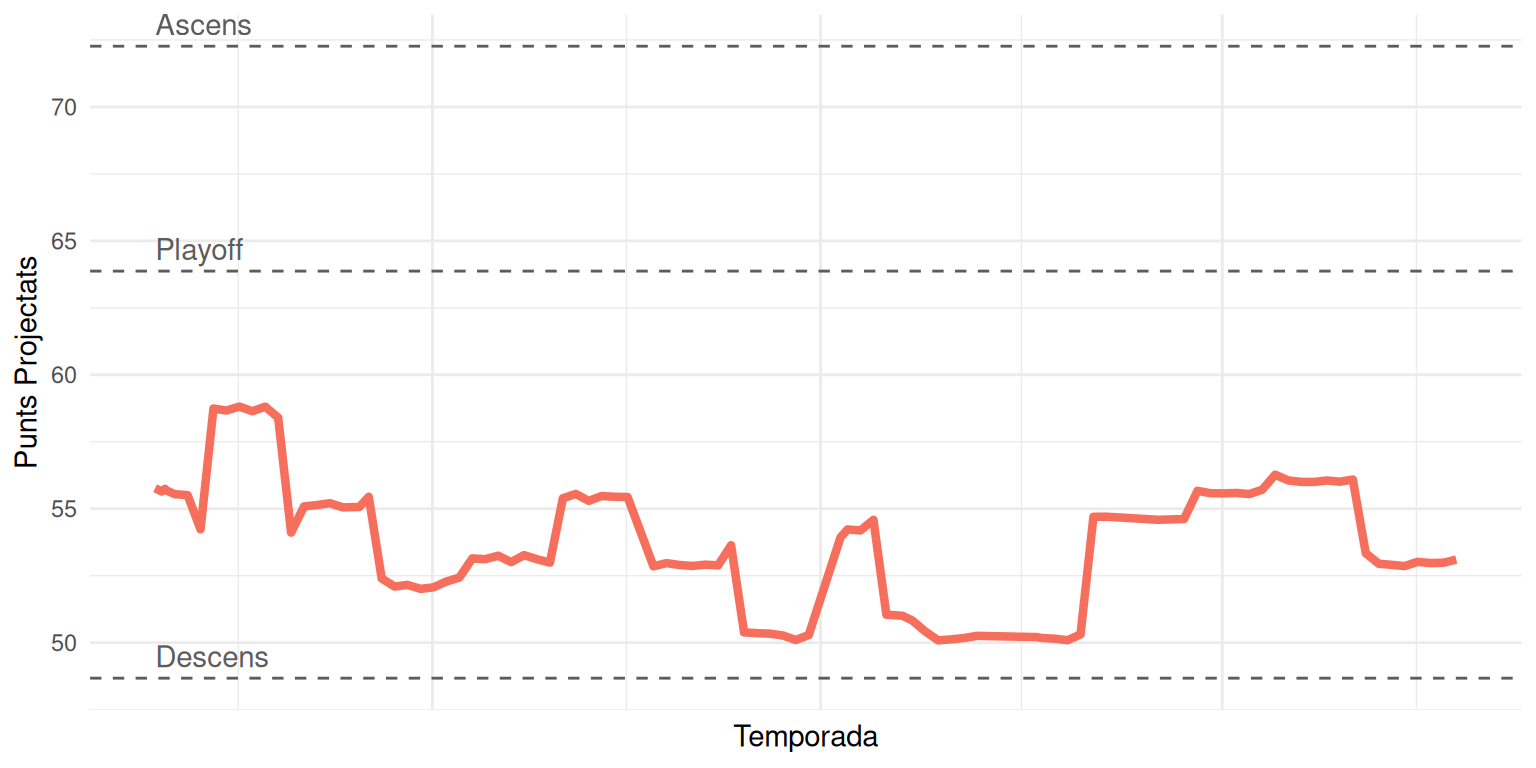 Ascens
70
Playoff
65
60
55
50
Descens
Punts Projectats
Temporada